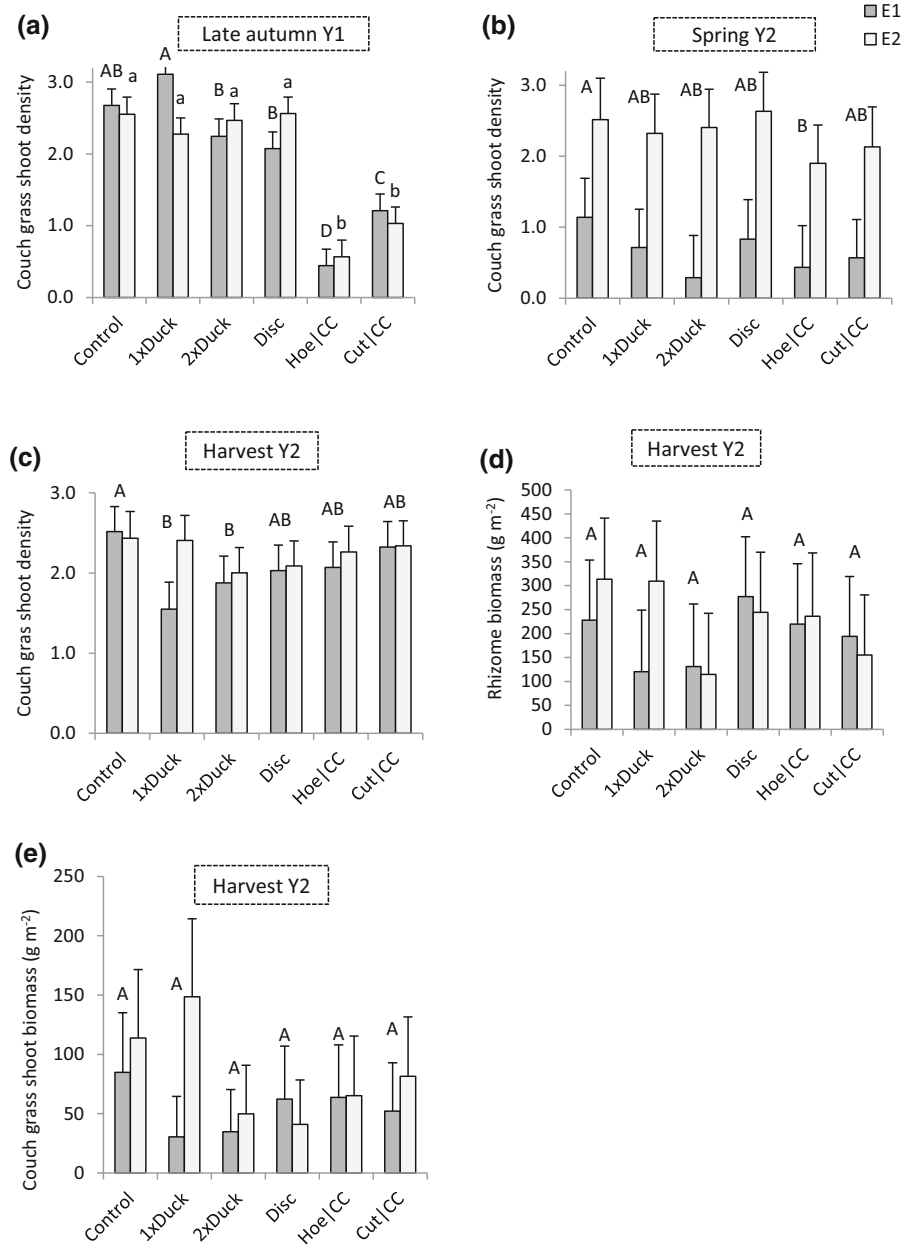 (a)
Late autumn Y1
Couch grass shoot density
3.0
2.0
1.0
0.0
AB a
A a
B a
B a
D b
C b
Control
1xDuck
2xDuck
Disc
Hoe|CC
Cut|CC
(b)
Spring Y2
E1
E2
Couch grass shoot density
3.0
2.0
1.0
0.0
A
AB
AB
AB
B
AB
Control
1xDuck
2xDuck
Disc
Hoe|CC
Cut|CC
(c)
Harvest Y2
Couch gras shoot density
3.0
2.0
1.0
0.0
A
B
B
AB
AB
AB
Control
1xDuck
2xDuck
Disc
Hoe|CC
Cut|CC
(d)
Harvest Y2
Rhizome biomass (g m-2)
500
450
400
350
300
250
200
150
100
50
0
A
A
A
A
A
A
Control
1xDuck
2xDuck
Disc
Hoe|CC
Cut|CC
(e)
Harvest Y2
Couch grass shoot biomass (g m-2)
250
200
150
100
50
0
A
A
A
A
A
A
Control
1xDuck
2xDuck
Disc
Hoe|CC
Cut|CC